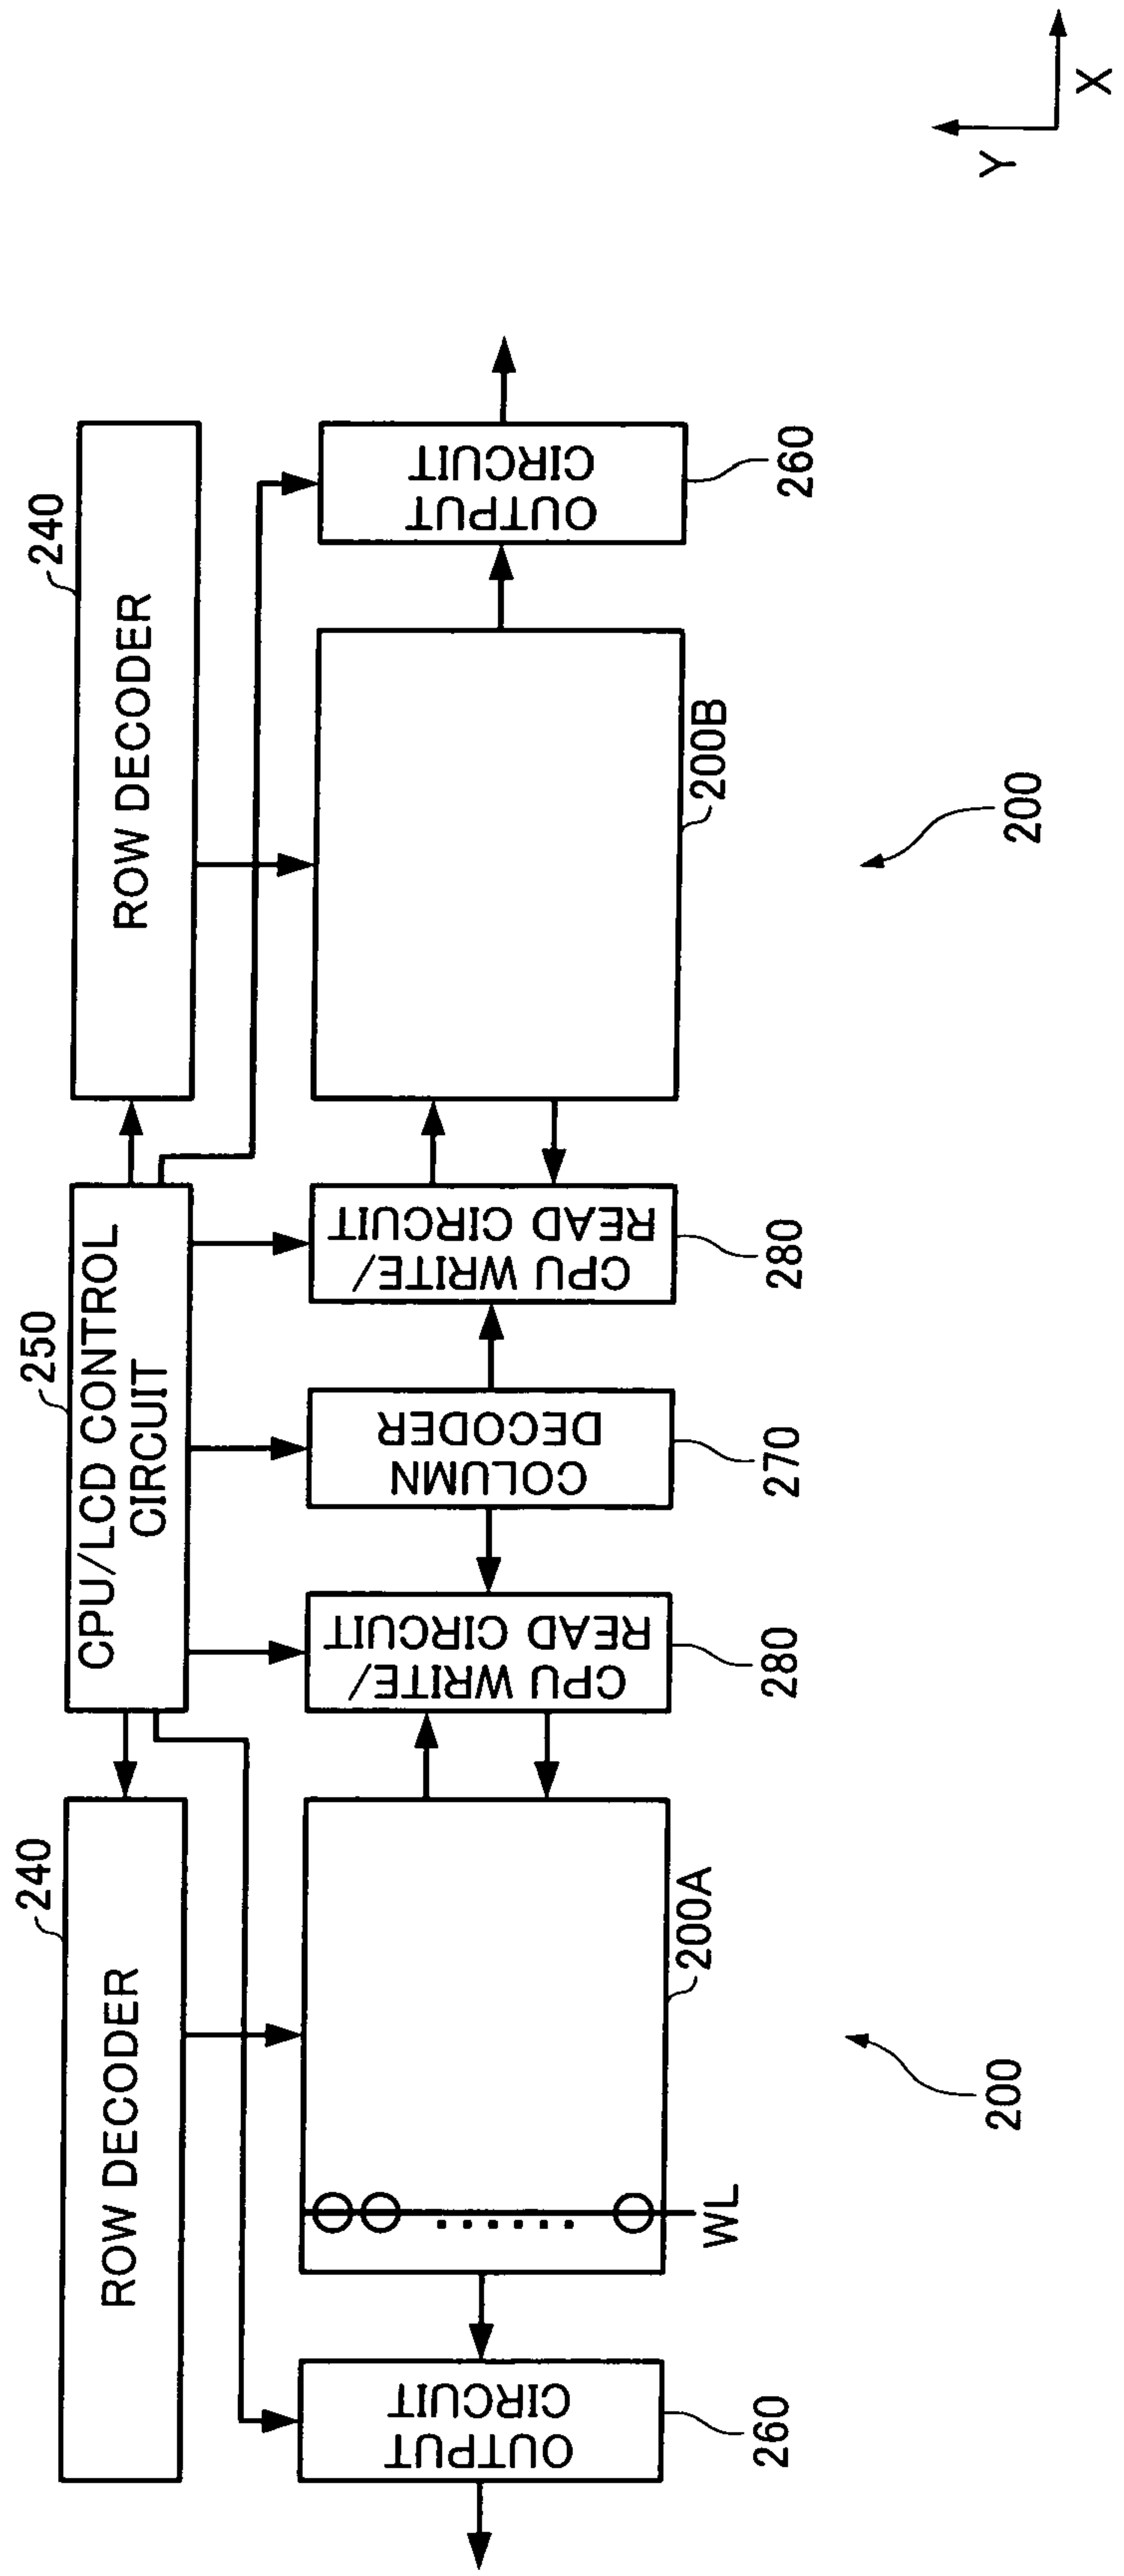 240
ROW DECODER
250
CPU/LCD CONTROL
CIRCUIT
240
ROW DECODER
OUTPUT
CIRCUIT
260
200A
WL
CPU WRITE/
READ CIRCUIT
280
COLUMN
DECODER
270
CPU WRITE/
READ CIRCUIT
280
200B
OUTPUT
CIRCUIT
260
200
200
Y
X